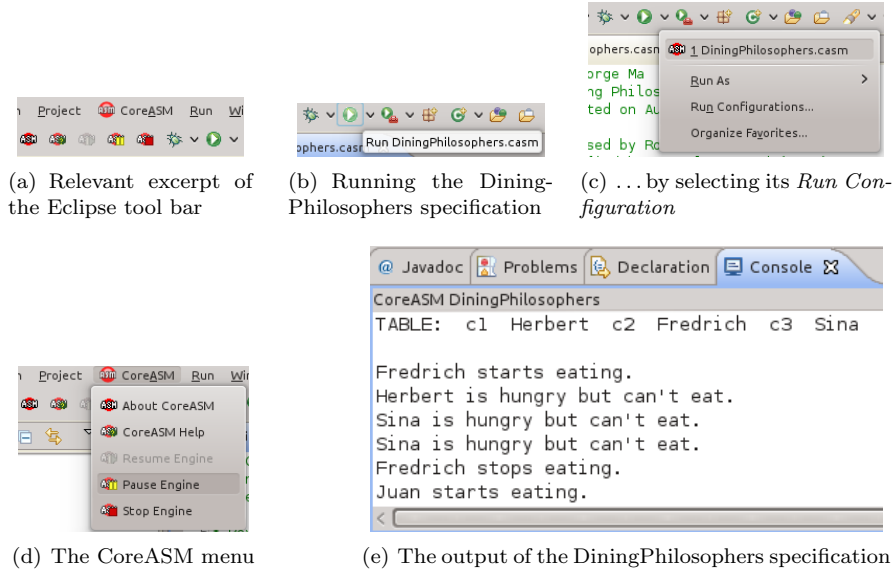 Project CoreASM Run Wi
Run DiningPhilosophers.casm
ophers.casm
1 DiningPhilosophers.casm
orge Ma
Run As
ng Philos
ted on Au
Run Configurations...
Organize Favorites...
sed by Ro
(a) Relevant excerpt of
the Eclipse tool bar
(b) Running the Dining-
Philosophers specification
(c) ... by selecting its Run Con-
figuration
Project CoreASM Run Wi
About CoreASM
CoreASM Help
Resume Engine
Pause Engine
Stop Engine
@ Javadoc Problems Declaration Console
CoreASM DiningPhilosophers
TABLE: c1 Herbert c2 Fredrich c3 Sina
Fredrich starts eating.
Herbert is hungry but can't eat.
Sina is hungry but can't eat.
Sina is hungry but can't eat.
Fredrich stops eating.
Juan starts eating.
(d) The CoreASM menu
(e) The output of the DiningPhilosophers specification